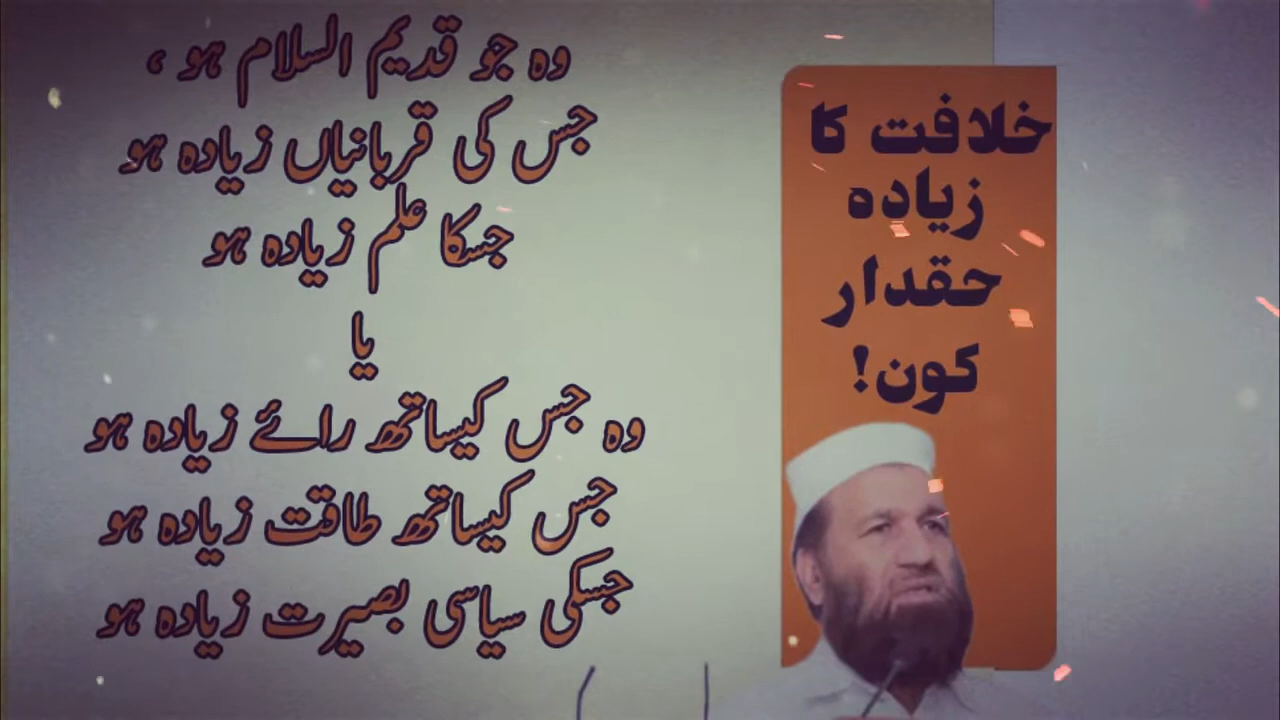 خلافت کا
زیادہ
حقدار
کون!
وہ جو قدیم السلام ہو ،
جس کی قربانیاں زیادہ ہو
جسکا علم زیادہ ہو
یا
وہ جس کیساتھ رائے زیادہ ہو
جس کیساتھ طاقت زیادہ ہو
جسکی سیاسی بصیرت زیادہ ہو